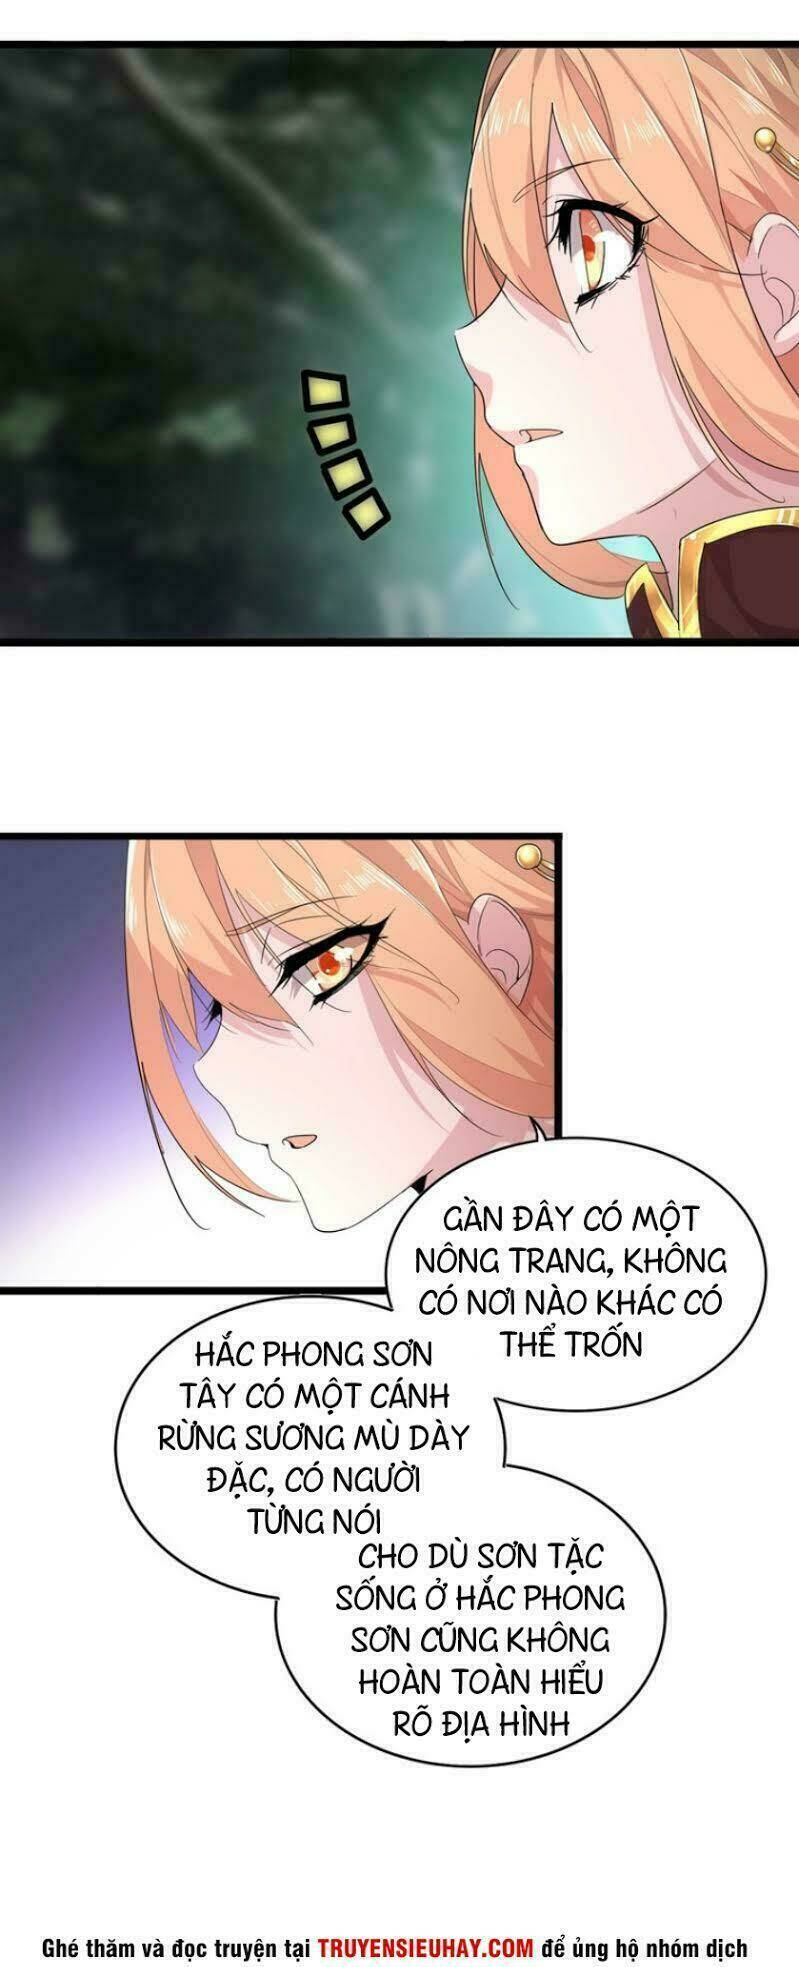 GẦN ĐÂY CÓ MỘT
NÔNG TRANG, KHÔNG
CÓ NƠI NÀO KHÁC CÓ
THỂ TRỐN
HẮC PHONG SƠN
TÂY CÓ MỘT CÁNH
RỪNG SƯƠNG MÙ DÀY
ĐẶC, CÓ NGƯỜI
TỪNG NÓI
CHO DÙ SƠN TẶC
SỐNG Ở HẮC PHONG
SƠN CŨNG KHÔNG
HOÀN TOÀN HIỂU
RÕ ĐỊA HÌNH
Ghé thăm và đọc truyện tại TRUYENSIEUHAY.COM để ủng hộ nhóm dịch